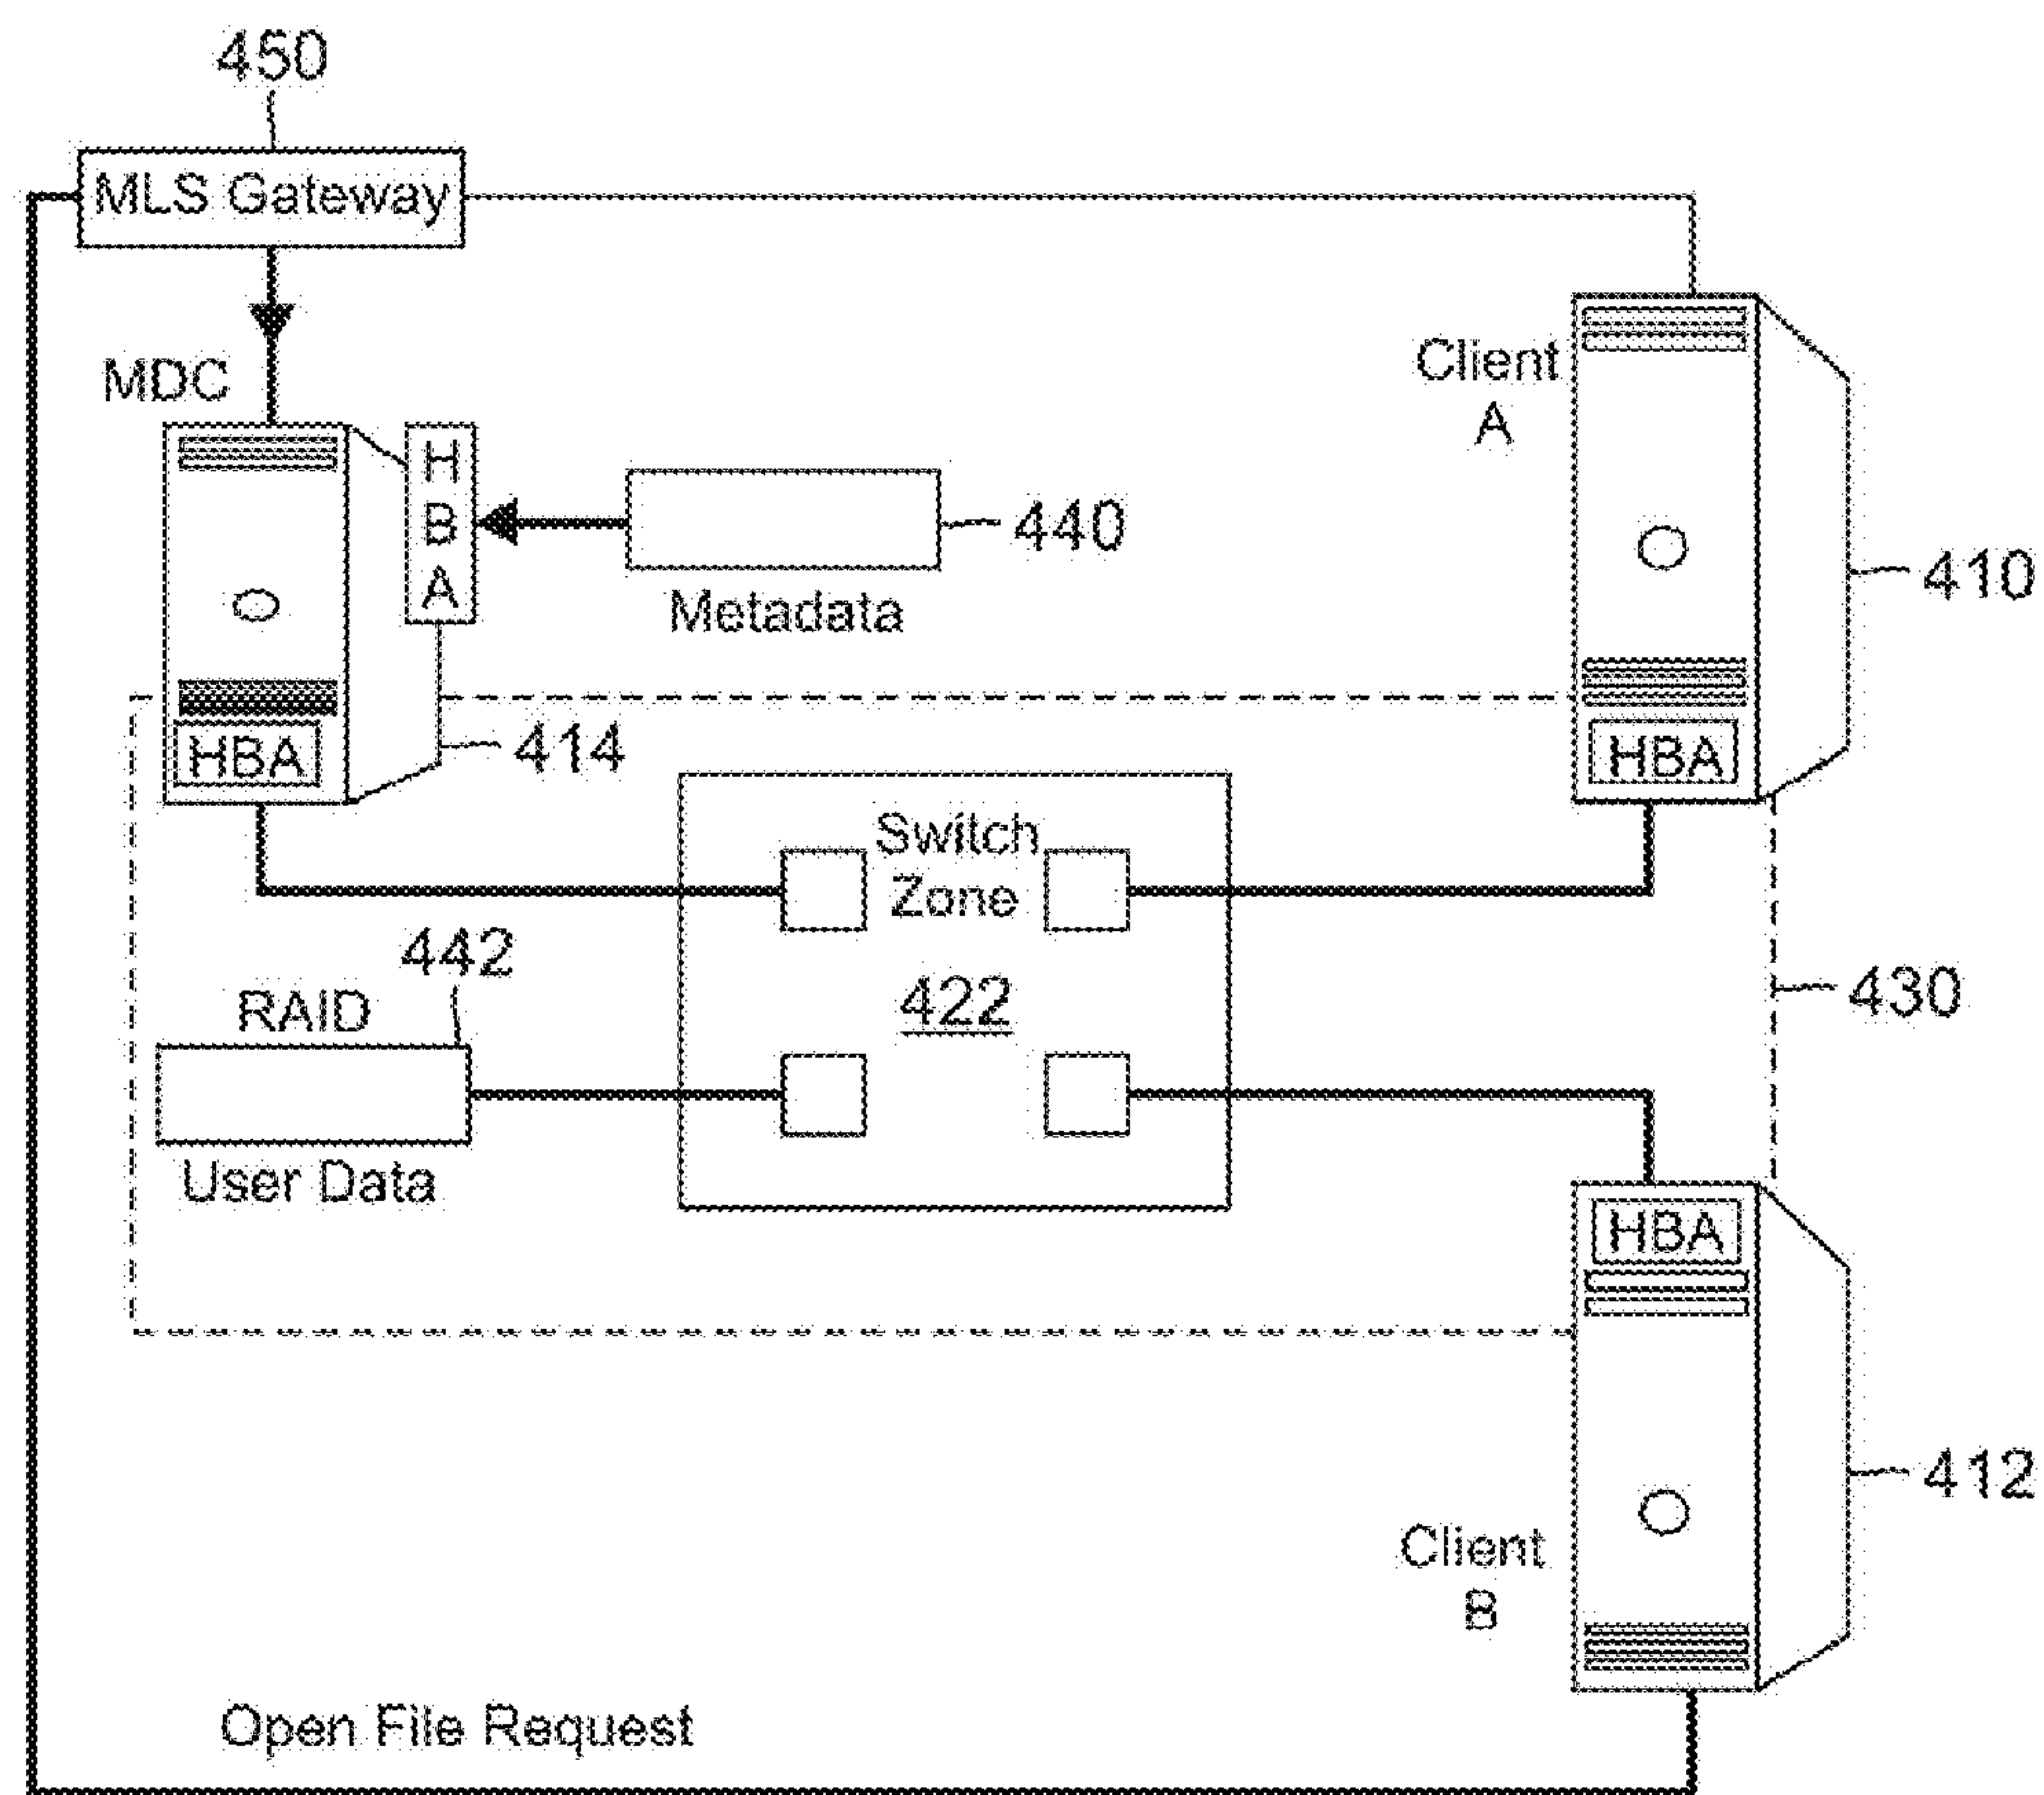 450
MLS Gateway
MDC
Client
A
H
B
A
440
Metadata
410
HBA
414
HBA
Switch
Zone
442
RAID
422
430
User Data
HBA
412
Client
B
Open File Request